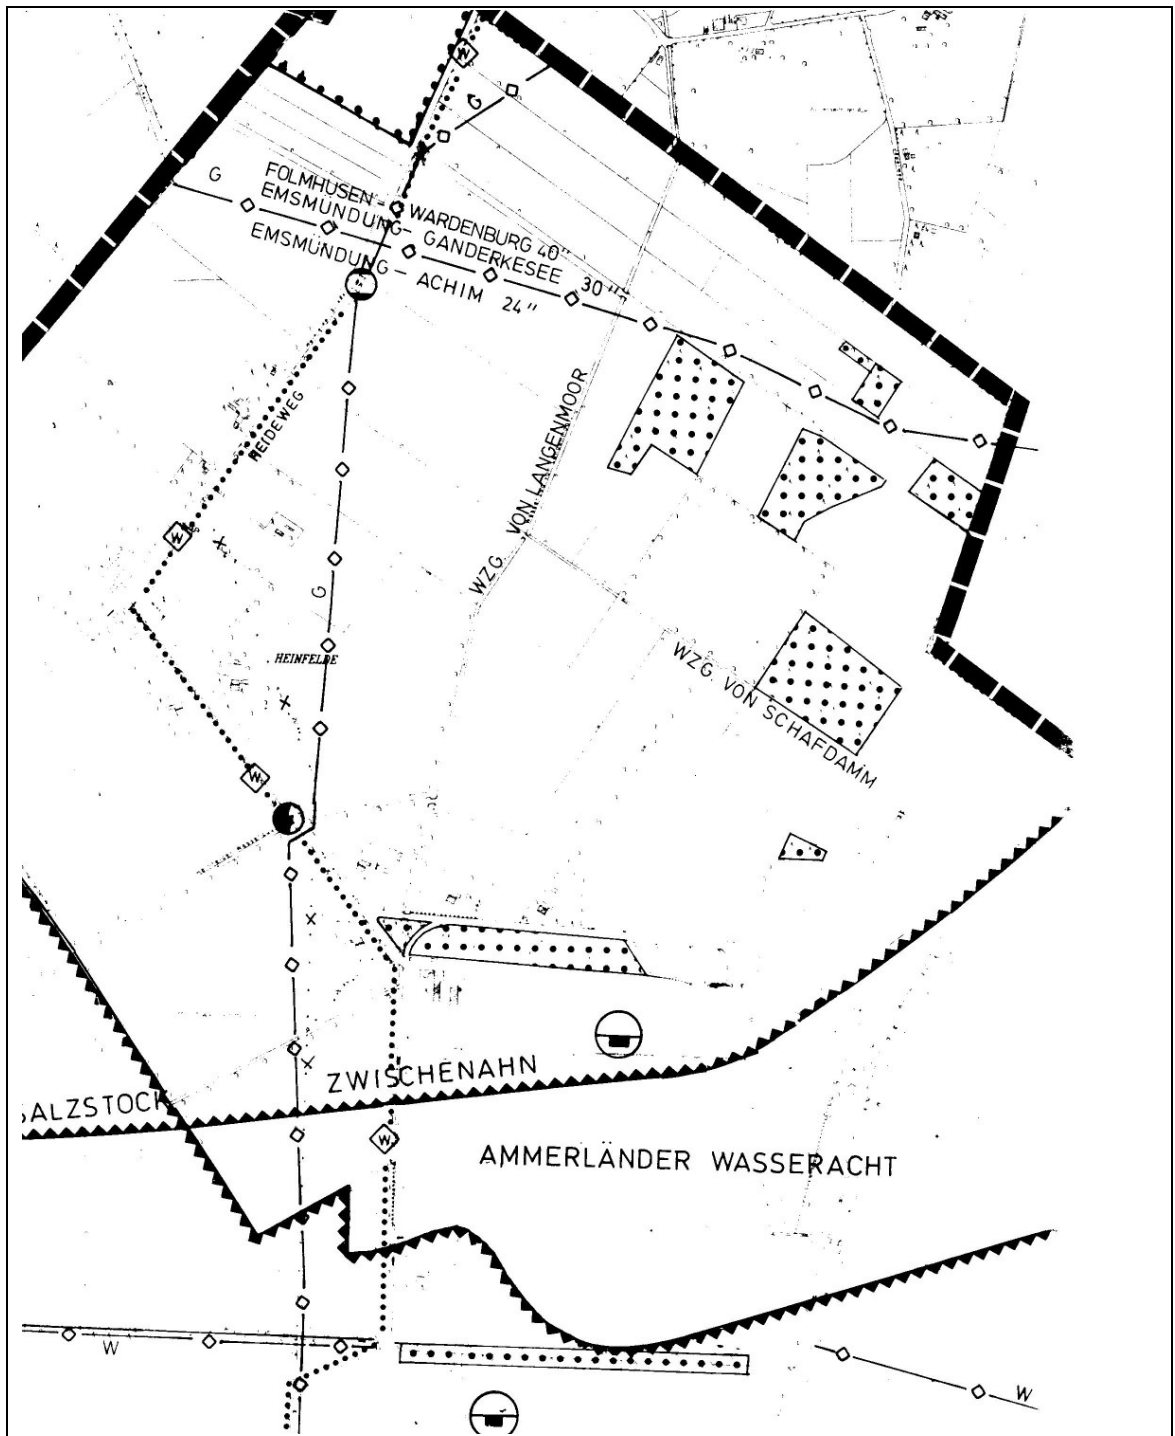 W
G
G
FOLMHUSEN - WARDENBURG 40"
EMSMÜNDUNG - GANDERKESEE 30"
EMSMÜNDUNG - ACHIM 24"
HEIDEWEG
WZG. VON LANGENMOOR
W
G
HEINFELDE
WZG. VON SCHAFDAMM
W
ZWISCHENAHN
SALZSTOCK
W
AMMERLÄNDER WASSERACHT
W
W